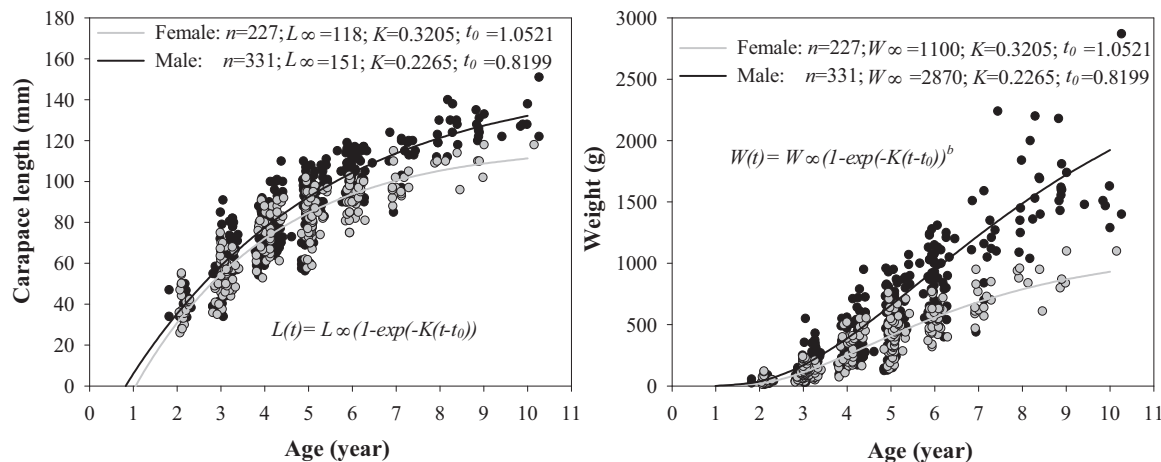 180
160
140
120
100
80
60
40
20
0
Carapace length (mm)
Female: n=227; L∞=118; K=0.3205; t0=1.0521
Male: n=331; L∞=151; K=0.2265; t0=0.8199
L(t)= L∞(1-exp(-K(t-t0))
0 1 2 3 4 5 6 7 8 9 10 11
Age (year)
3000
2500
2000
1500
1000
500
0
Weight (g)
Female: n=227; W∞=1100; K=0.3205; t0=1.0521
Male: n=331; W∞=2870; K=0.2265; t0=0.8199
W(t)= W∞(1-exp(-K(t-t0))b
0 1 2 3 4 5 6 7 8 9 10 11
Age (year)